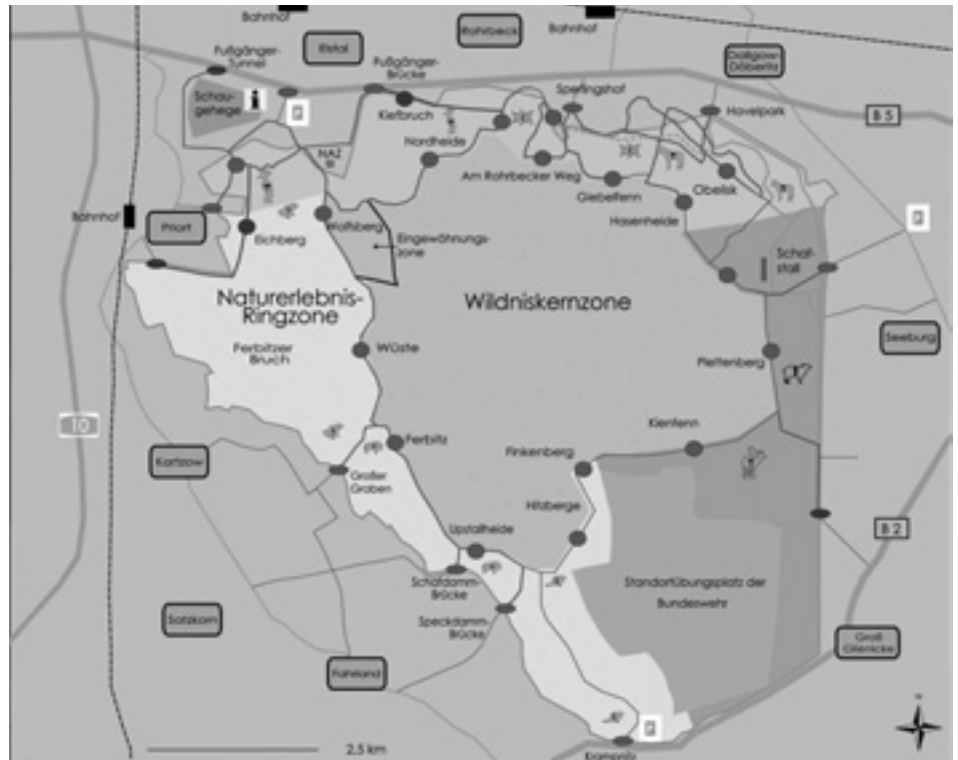 Bahnhof
Elstal
Rohrbeck
Bahnhof
Dallgow-
Döberitz
Fußgänger-
Tunnel
Fußgänger-
Brücke
Schau-
gehege
i
P
Kiefbruch
Sperlingshof
Havelpark
B 5
Nordheide
NAZ
Am Rohrbecker Weg
Giebelfenn
Obelisk
Hasenheide
Bahnhof
Priort
Eichberg
Wolfsberg
Eingewöhnungs-
zone
Schaf-
stall
P
Naturerlebnis-
Ringzone
Wildniskernzone
Ferbitzer
Bruch
Wüste
Seeburg
Plettenberg
10
Kienfenn
Ferbitz
Finkenberg
Kartzow
Großer
Graben
Hitzberge
B 2
Upstallheide
Schafdamm-
Brücke
Standortübungsplatz der
Bundeswehr
Satzkorn
Speckdamm-
Brücke
Groß
Glienicke
Fahrland
P
N
2.5 km
Krampnitz